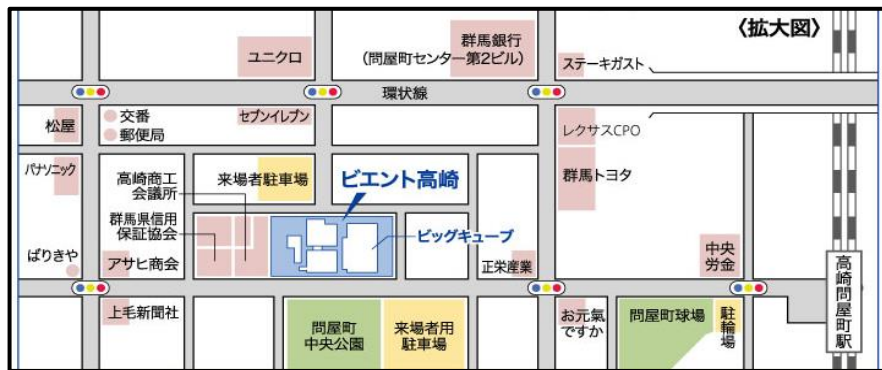 〈拡大図〉
ユニクロ
群馬銀行
(問屋町センター第2ビル)
ステーキガスト
環状線
松屋
交番
郵便局
セブンイレブン
レクサスCPO
パナソニック
高崎商工
会議所
来場者駐車場
ビエント高崎
群馬トヨタ
群馬県信用
保証協会
ビッグキューブ
ばりきや
アサヒ商会
正栄産業
中央
労金
高崎問屋町駅
上毛新聞社
問屋町
中央公園
来場者用
駐車場
お元氣
ですか
問屋町球場
駐輪場